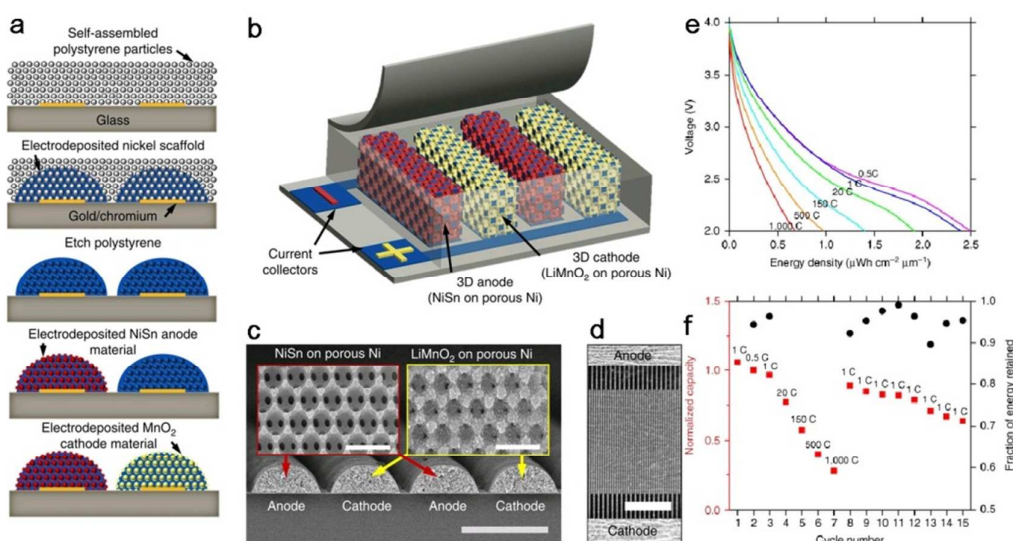 a
Self-assembled
polystyrene particles
Glass
Electrodeposited nickel scaffold
Gold/chromium
Etch polystyrene
Electrodeposited NiSn anode
material
Electrodeposited MnO2
cathode material
b
Current
collectors
3D anode
(NiSn on porous Ni)
3D cathode
(LiMnO2 on porous Ni)
c
NiSn on porous Ni
LiMnO2 on porous Ni
Anode
Cathode
Anode
Cathode
d
Anode
Cathode
e
Voltage (V)
4.0
3.5
3.0
2.5
2.0
0.5C
1 C
20 C
150 C
500 C
1,000 C
0.0
0.5
1.0
1.5
2.0
2.5
Energy density (μWh cm−2 μm−1)
f
Normalized capacity
1.5
1.0
0.5
0.0
1 C
0.5 C
1 C
20 C
150 C
500 C
1,000 C
1 C
1 C
1 C
1 C
1 C
1 C
1 C
1 C
1.0
0.9
0.8
0.7
0.6
0.5
Fraction of energy retained
1 2 3 4 5 6 7 8 9 10 11 12 13 14 15
Cycle number